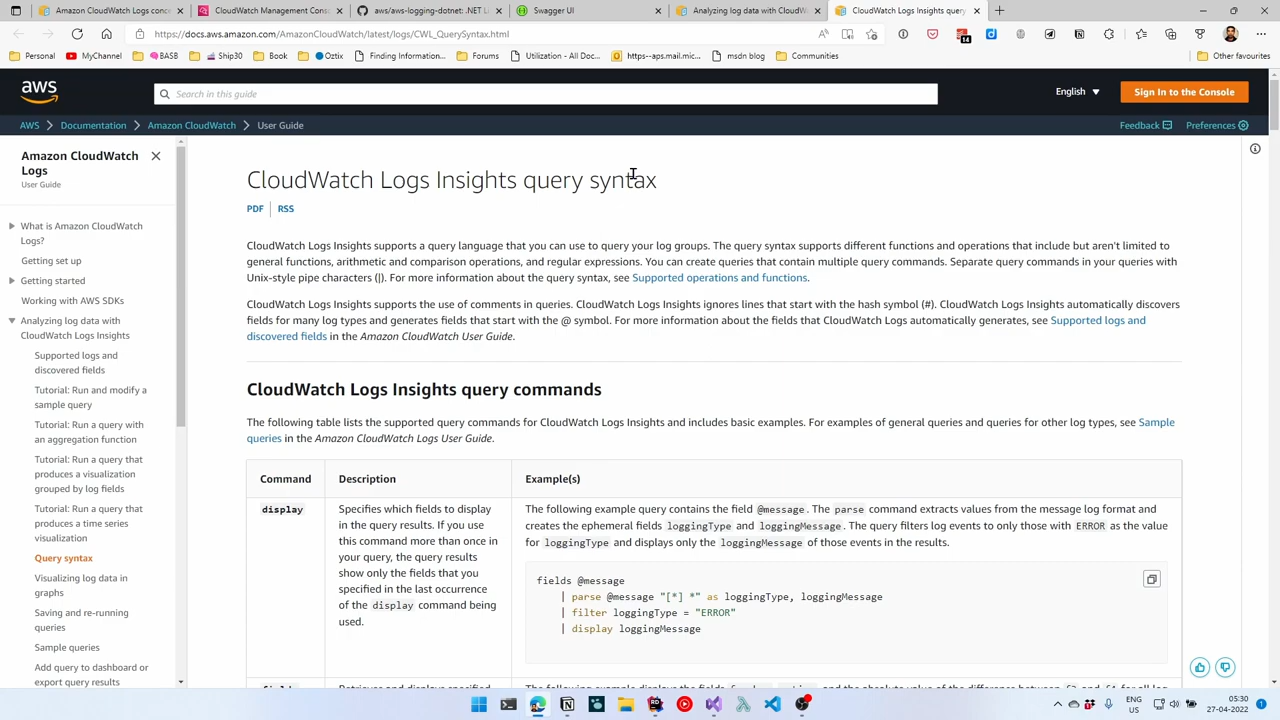 Amazon CloudWatch Logs conc
CloudWatch Management Cons
aws/aws-logging-dotnet: .NET L
Swagger UI
Analyzing log data with CloudW
CloudWatch Logs Insights query
https://docs.aws.amazon.com/AmazonCloudWatch/latest/logs/CWL_QuerySyntax.html
14
Personal
MyChannel
BASB
Ship30
Book
Oztix
Finding Information...
Forums
Utilization - All Doc...
https--aps.mail.mic...
msdn blog
Communities
Other favourites
aws
Search in this guide
English
Sign In to the Console
AWS
Documentation
Amazon CloudWatch
User Guide
Feedback
Preferences
Amazon CloudWatch
Logs
User Guide
What is Amazon CloudWatch
Logs?
Getting set up
Getting started
Working with AWS SDKs
Analyzing log data with
CloudWatch Logs Insights
Supported logs and
discovered fields
Tutorial: Run and modify a
sample query
Tutorial: Run a query with
an aggregation function
Tutorial: Run a query that
produces a visualization
grouped by log fields
Tutorial: Run a query that
produces a time series
visualization
Query syntax
Visualizing log data in
graphs
Saving and re-running
queries
Sample queries
Add query to dashboard or
export query results
CloudWatch Logs Insights query syntax
PDF
RSS
CloudWatch Logs Insights supports a query language that you can use to query your log groups. The query syntax supports different functions and operations that include but aren't limited to
general functions, arithmetic and comparison operations, and regular expressions. You can create queries that contain multiple query commands. Separate query commands in your queries with
Unix-style pipe characters (|). For more information about the query syntax, see Supported operations and functions.
CloudWatch Logs Insights supports the use of comments in queries. CloudWatch Logs Insights ignores lines that start with the hash symbol (#). CloudWatch Logs Insights automatically discovers
fields for many log types and generates fields that start with the @ symbol. For more information about the fields that CloudWatch Logs automatically generates, see Supported logs and
discovered fields in the Amazon CloudWatch User Guide.
CloudWatch Logs Insights query commands
The following table lists the supported query commands for CloudWatch Logs Insights and includes basic examples. For examples of general queries and queries for other log types, see Sample
queries in the Amazon CloudWatch Logs User Guide.
Command
Description
Example(s)
display
Specifies which fields to display
in the query results. If you use
this command more than once in
your query, the query results
show only the fields that you
specified in the last occurrence
of the display command being
used.
The following example query contains the field @message. The parse command extracts values from the message log format and
creates the ephemeral fields loggingType and loggingMessage. The query filters log events to only those with ERROR as the value
for loggingType and displays only the loggingMessage of those events in the results.
fields @message
| parse @message "[*] *" as loggingType, loggingMessage
| filter loggingType = "ERROR"
| display loggingMessage
ENG
US
05:30
27-04-2022